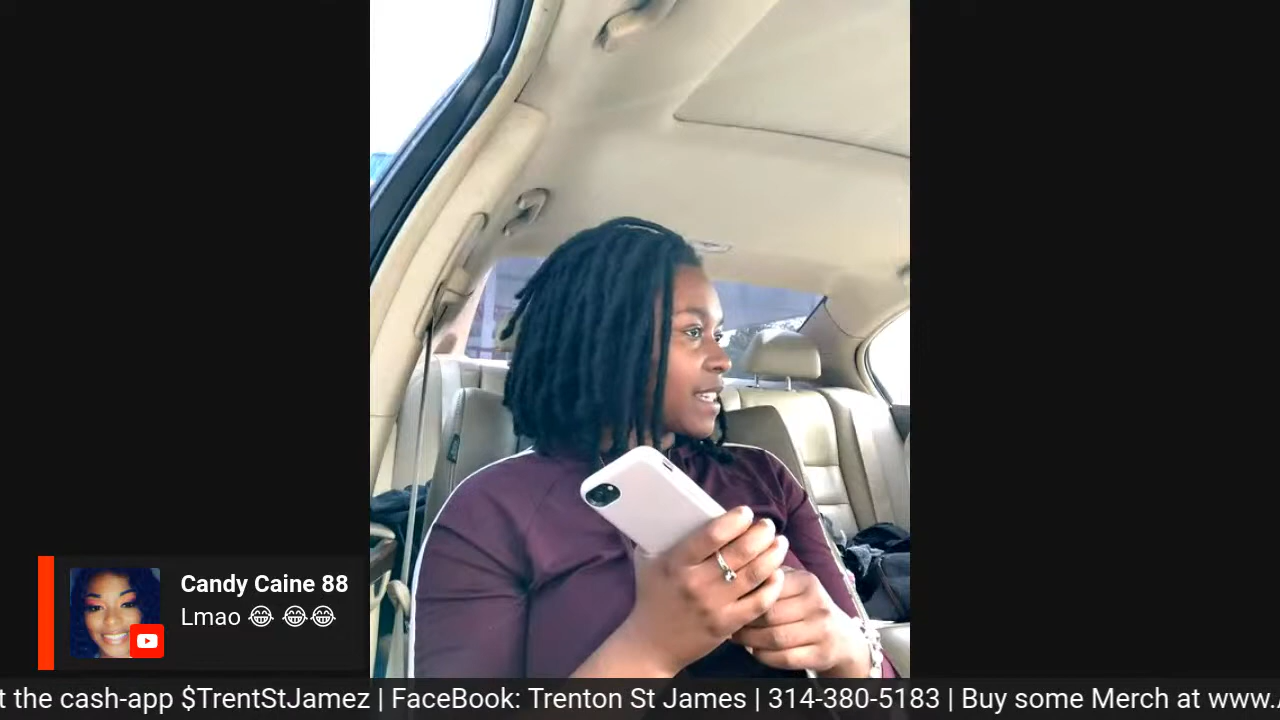 Candy Caine 88
Lmao 😂 😂😂
t the cash-app $TrentStJamez | FaceBook: Trenton St James | 314-380-5183 | Buy some Merch at www.